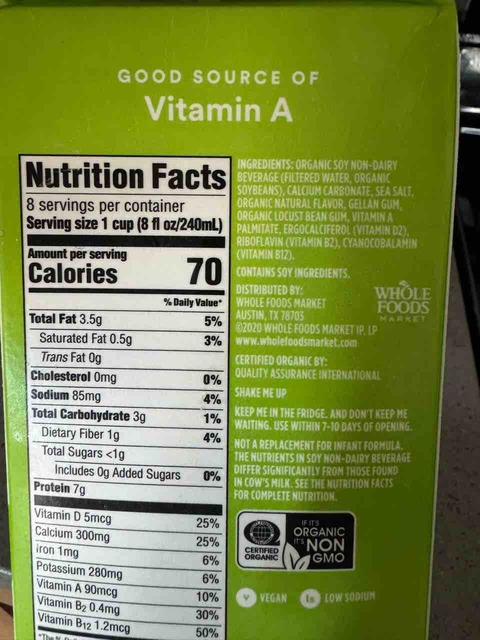 GOOD SOURCE OF
Vitamin A
Nutrition Facts
8 servings per container
Serving size 1 cup (8 fl oz/240mL)
Amount per serving
Calories 70
% Daily Value*
Total Fat 3.5g 5%
Saturated Fat 0.5g 3%
Trans Fat 0g
Cholesterol 0mg 0%
Sodium 85mg 4%
Total Carbohydrate 3g 1%
Dietary Fiber 1g 4%
Total Sugars <1g
Includes 0g Added Sugars 0%
Protein 7g
Vitamin D 5mcg 25%
Calcium 300mg 25%
Iron 1mg 6%
Potassium 280mg 6%
Vitamin A 90mcg 10%
Vitamin B2 0.4mg 30%
Vitamin B12 1.2mcg 50%
INGREDIENTS: ORGANIC SOY NON-DAIRY
BEVERAGE (FILTERED WATER, ORGANIC
SOYBEANS), CALCIUM CARBONATE, SEA SALT,
ORGANIC NATURAL FLAVOR, GELLAN GUM,
ORGANIC LOCUST BEAN GUM, VITAMIN A
PALMITATE, ERGOCALCIFEROL (VITAMIN D2),
RIBOFLAVIN (VITAMIN B2), CYANOCOBALAMIN
(VITAMIN B12).
CONTAINS SOY INGREDIENTS.
DISTRIBUTED BY:
WHOLE FOODS MARKET
AUSTIN, TX 78703
©2020 WHOLE FOODS MARKET IP, LP
www.wholefoodsmarket.com
WHOLE
FOODS
MARKET
CERTIFIED ORGANIC BY:
QUALITY ASSURANCE INTERNATIONAL
SHAKE ME UP
KEEP ME IN THE FRIDGE, AND DON'T KEEP ME
WAITING. USE WITHIN 7-10 DAYS OF OPENING.
NOT A REPLACEMENT FOR INFANT FORMULA.
THE NUTRIENTS IN SOY NON-DAIRY BEVERAGE
DIFFER SIGNIFICANTLY FROM THOSE FOUND
IN COW'S MILK. SEE THE NUTRITION FACTS
FOR COMPLETE NUTRITION.
CERTIFIED
ORGANIC
IF IT'S
ORGANIC
IT'S NON
GMO
V VEGAN
ls LOW SODIUM